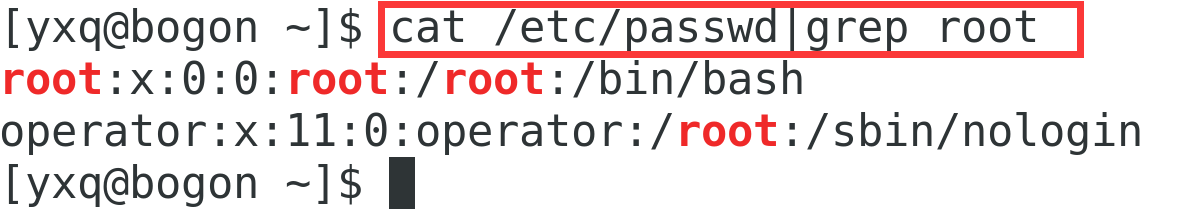 [yxq@bogon ~]$ cat /etc/passwd|grep root
root:x:0:0:root:/root:/bin/bash
operator:x:11:0:operator:/root:/sbin/nologin
[yxq@bogon ~]$